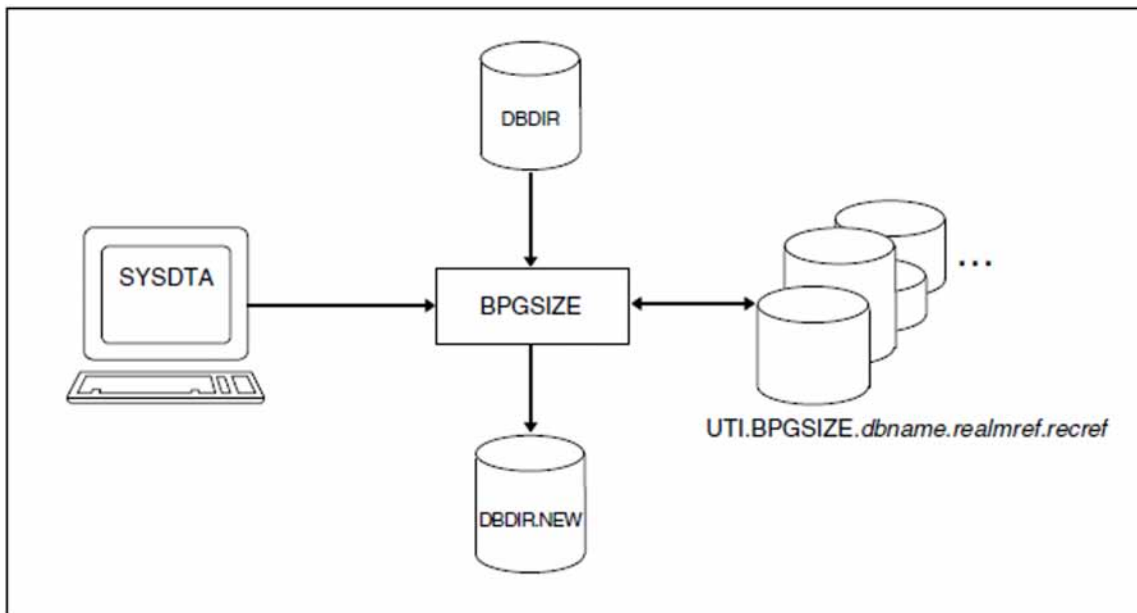 DBDIR
SYSDTA
BPGSIZE
...
UTI.BPGSIZE.dbname.realmref.recref
DBDIR.NEW